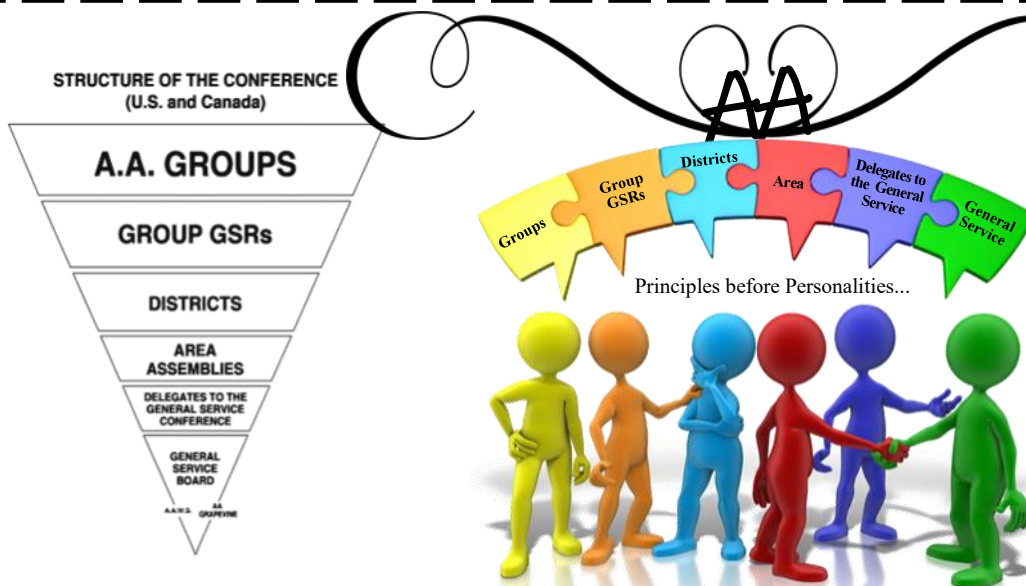 STRUCTURE OF THE CONFERENCE
(U.S. and Canada)
A.A. GROUPS
GROUP GSRs
DISTRICTS
AREA
ASSEMBLIES
DELEGATES TO THE
GENERAL SERVICE
CONFERENCE
GENERAL
SERVICE
BOARD
A.A.W.S.
AA
GRAPEVINE
AA
Groups
Group
GSRs
Districts
Area
Delegates to
the General
Service
General
Service
Principles before Personalities...